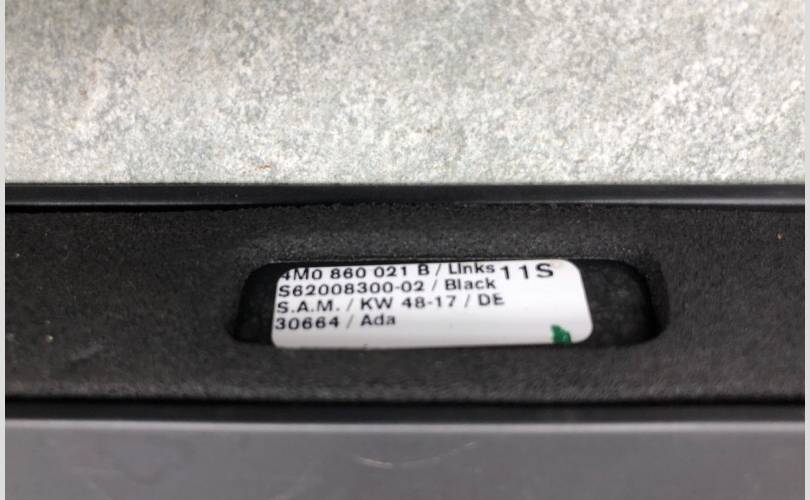 4M0 860 021 B / Links 11S
S62008300-02 / Black
S.A.M. / KW 48-17 / DE
30664 / Ada